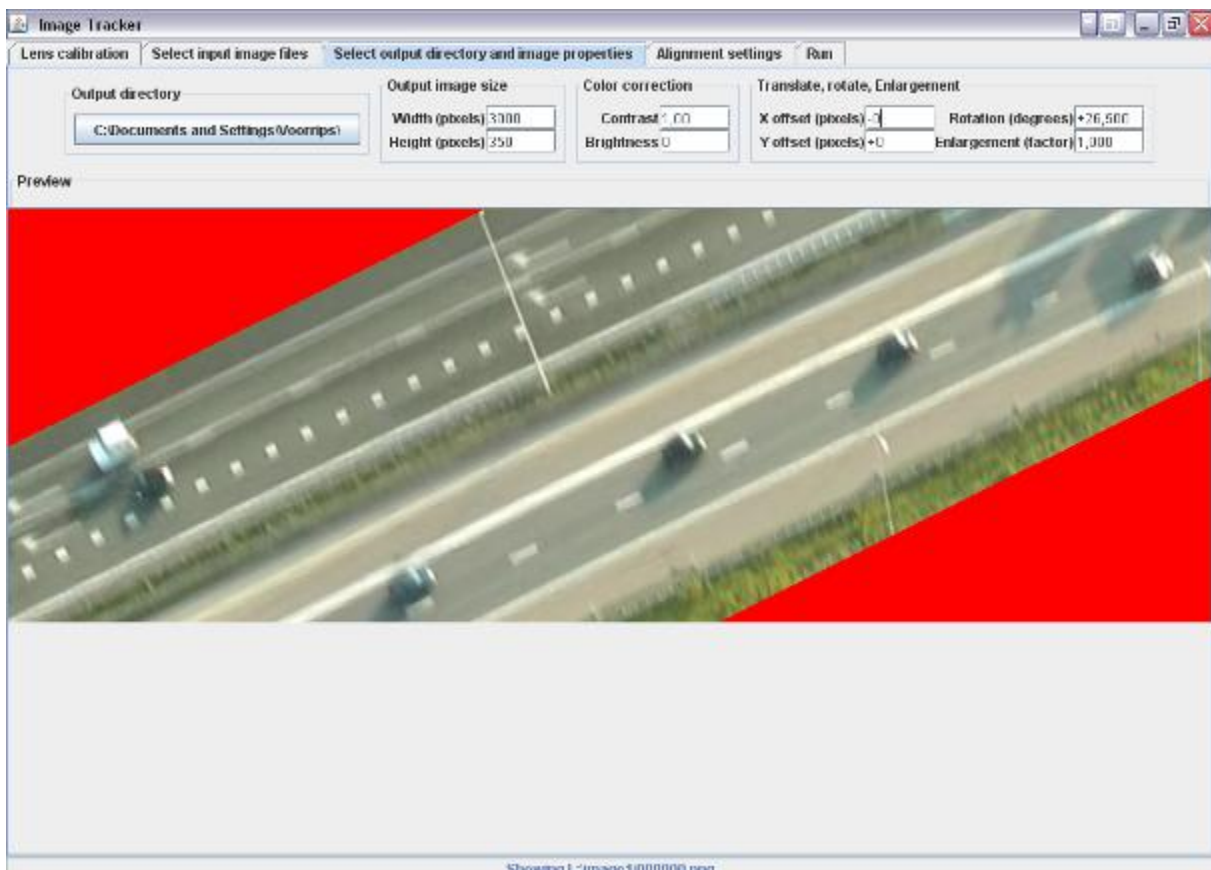 Image Tracker
Lens calibration Select input image files Select output directory and image properties Alignment settings Run
Output directory
C:\Documents and Settings\Voorrips\
Output image size
Width (pixels) 3000
Height (pixels) 350
Color correction
Contrast 1,00
Brightness 0
Translate, rotate, Enlargement
X offset (pixels) -0 Rotation (degrees) +26,500
Y offset (pixels) +0 Enlargement (factor) 1,000
Preview
Showing